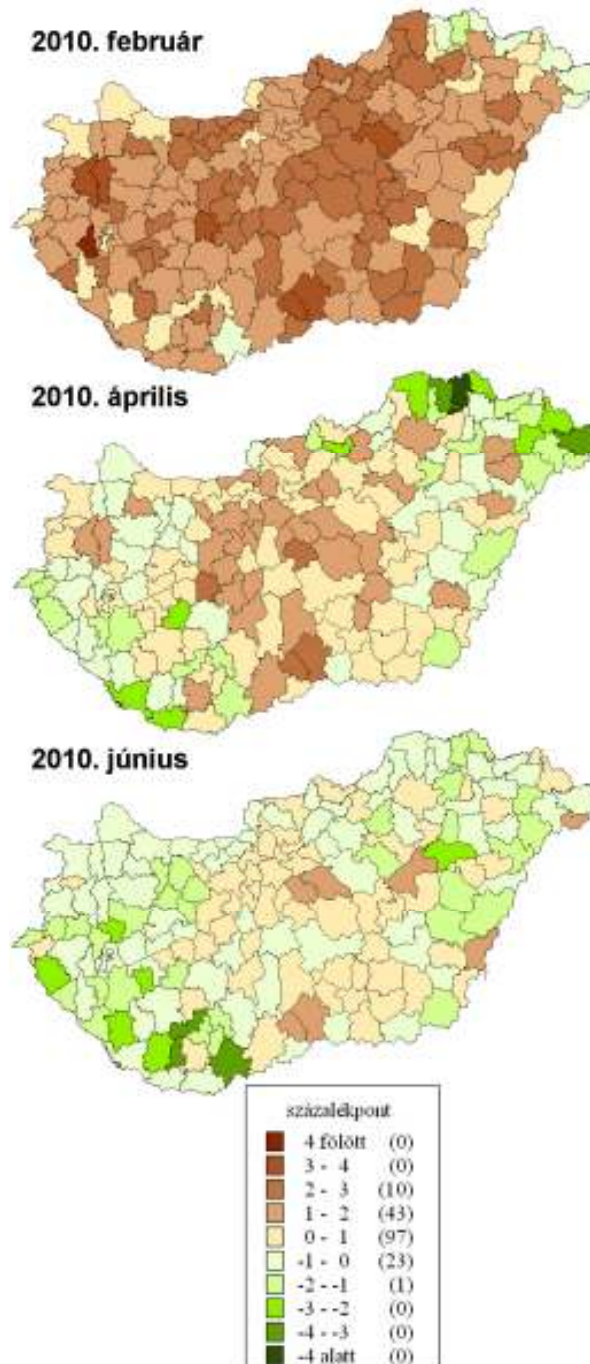 2010. február
2010. április
2010. június
százalékpont
4 fölött (0)
3 - 4 (0)
2 - 3 (10)
1 - 2 (43)
0 - 1 (97)
-1 - 0 (23)
-2 - -1 (1)
-3 - -2 (0)
-4 - -3 (0)
-4 alatt (0)